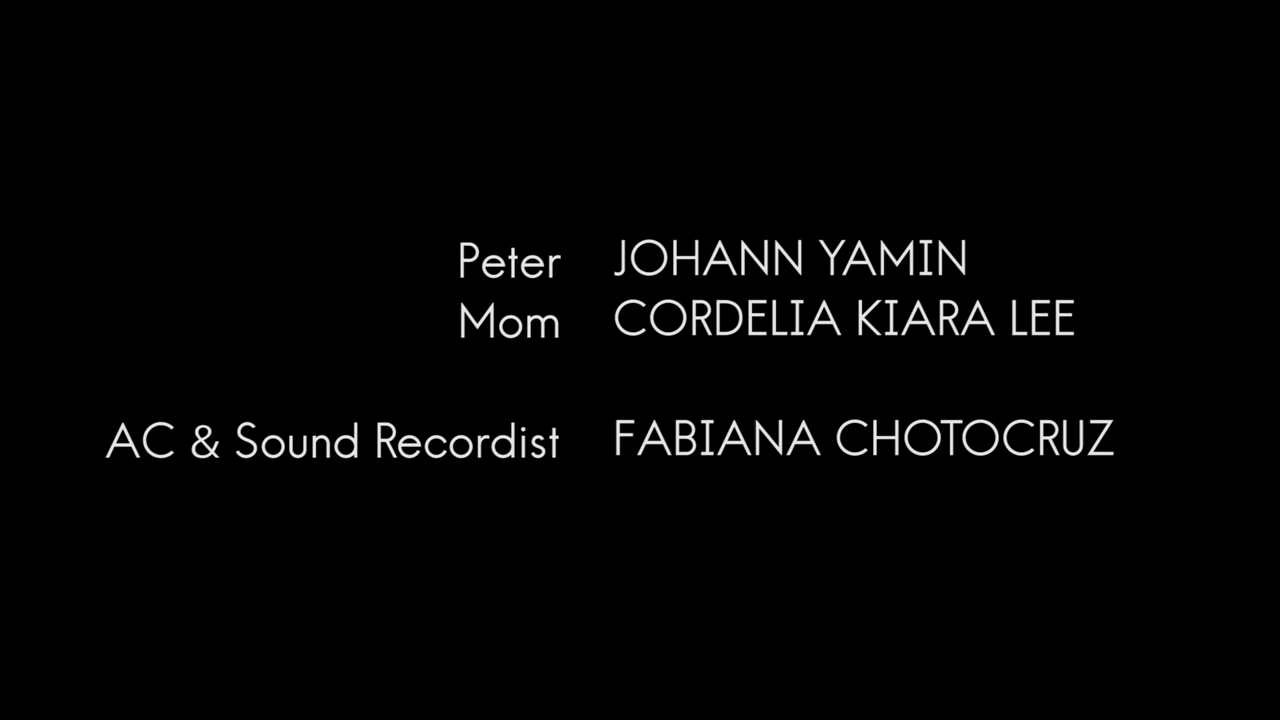 Peter JOHANN YAMIN
Mom CORDELIA KIARA LEE
AC & Sound Recordist FABIANA CHOTOCRUZ